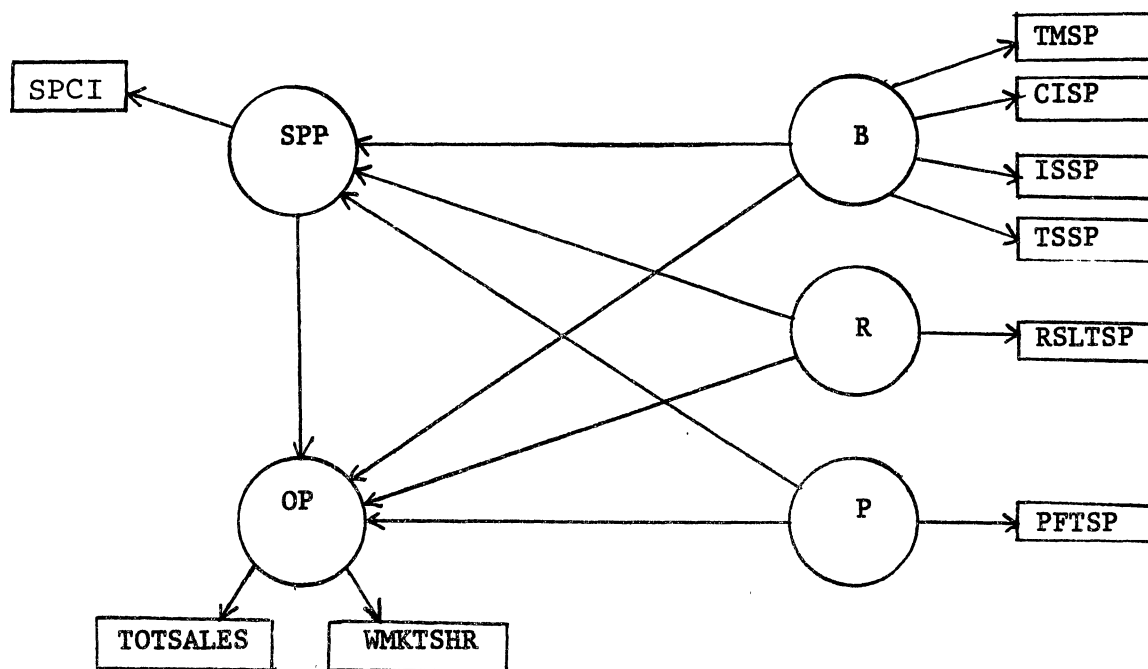 TMSP
SPCI
CISP
SPP
B
ISSP
TSSP
R
RSLTSP
OP
P
PFTSP
TOTSALES
WMKTSHR